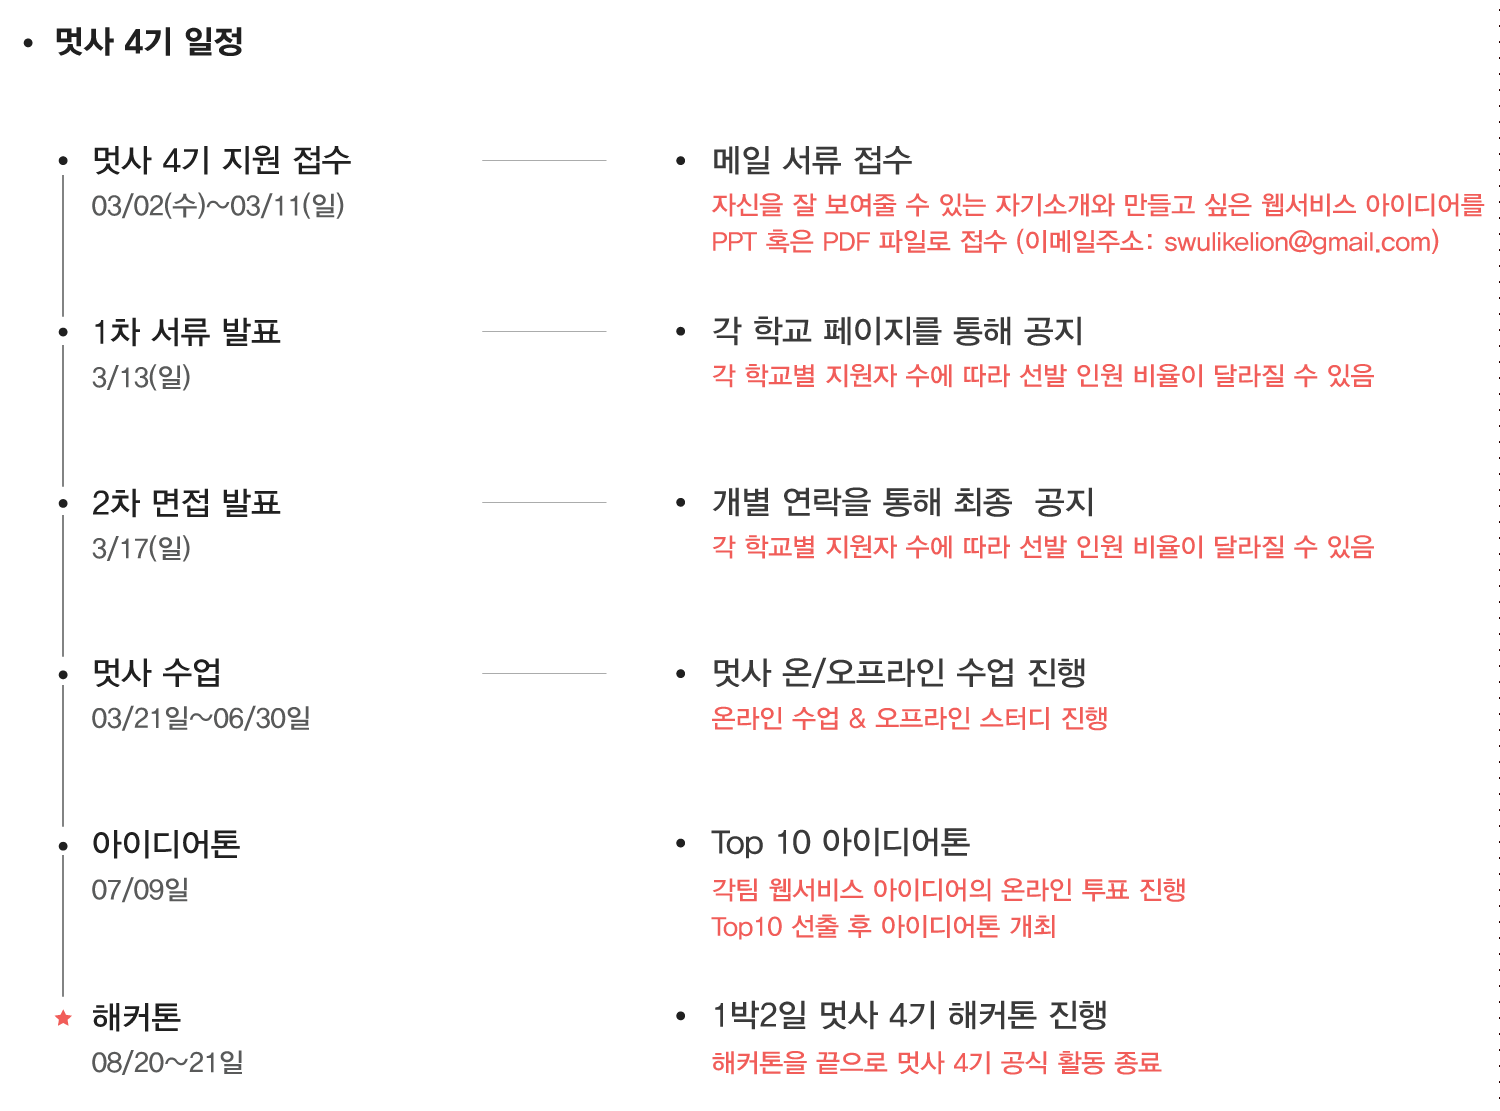 • 멋사 4기 일정
• 멋사 4기 지원 접수
03/02(수)~03/11(일)
• 메일 서류 접수
자신을 잘 보여줄 수 있는 자기소개와 만들고 싶은 웹서비스 아이디어를
PPT 혹은 PDF 파일로 접수 (이메일주소: swulikelion@gmail.com)
• 1차 서류 발표
3/13(일)
• 각 학교 페이지를 통해 공지
각 학교별 지원자 수에 따라 선발 인원 비율이 달라질 수 있음
• 2차 면접 발표
3/17(일)
• 개별 연락을 통해 최종 공지
각 학교별 지원자 수에 따라 선발 인원 비율이 달라질 수 있음
• 멋사 수업
03/21일~06/30일
• 멋사 온/오프라인 수업 진행
온라인 수업 & 오프라인 스터디 진행
• 아이디어톤
07/09일
• Top 10 아이디어톤
각팀 웹서비스 아이디어의 온라인 투표 진행
Top10 선출 후 아이디어톤 개최
★ 해커톤
08/20~21일
• 1박2일 멋사 4기 해커톤 진행
해커톤을 끝으로 멋사 4기 공식 활동 종료